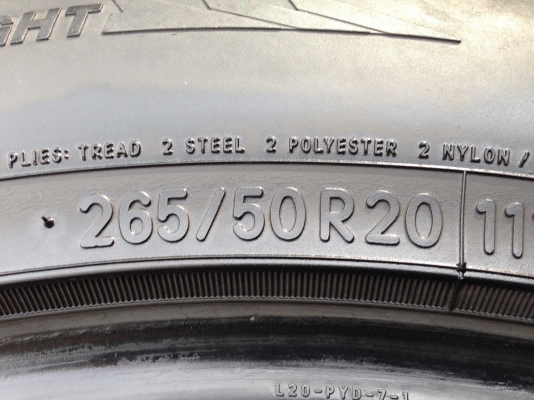 PLIES: TREAD 2 STEEL 2 POLYESTER 2 NYLON /
265/50R20
L20-PYD-7-1